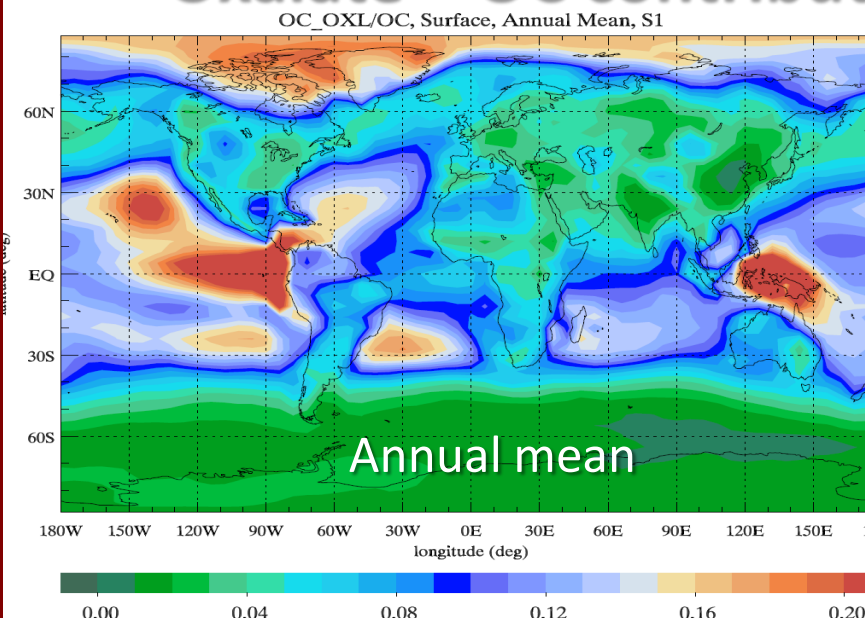 OC_OXL/OC, Surface, Annual Mean, S1
60N
30N
EQ
30S
60S
Annual mean
180W 150W 120W 90W 60W 30W 0E 30E 60E 90E 120E 150E
longitude (deg)
0.00 0.04 0.08 0.12 0.16 0.20